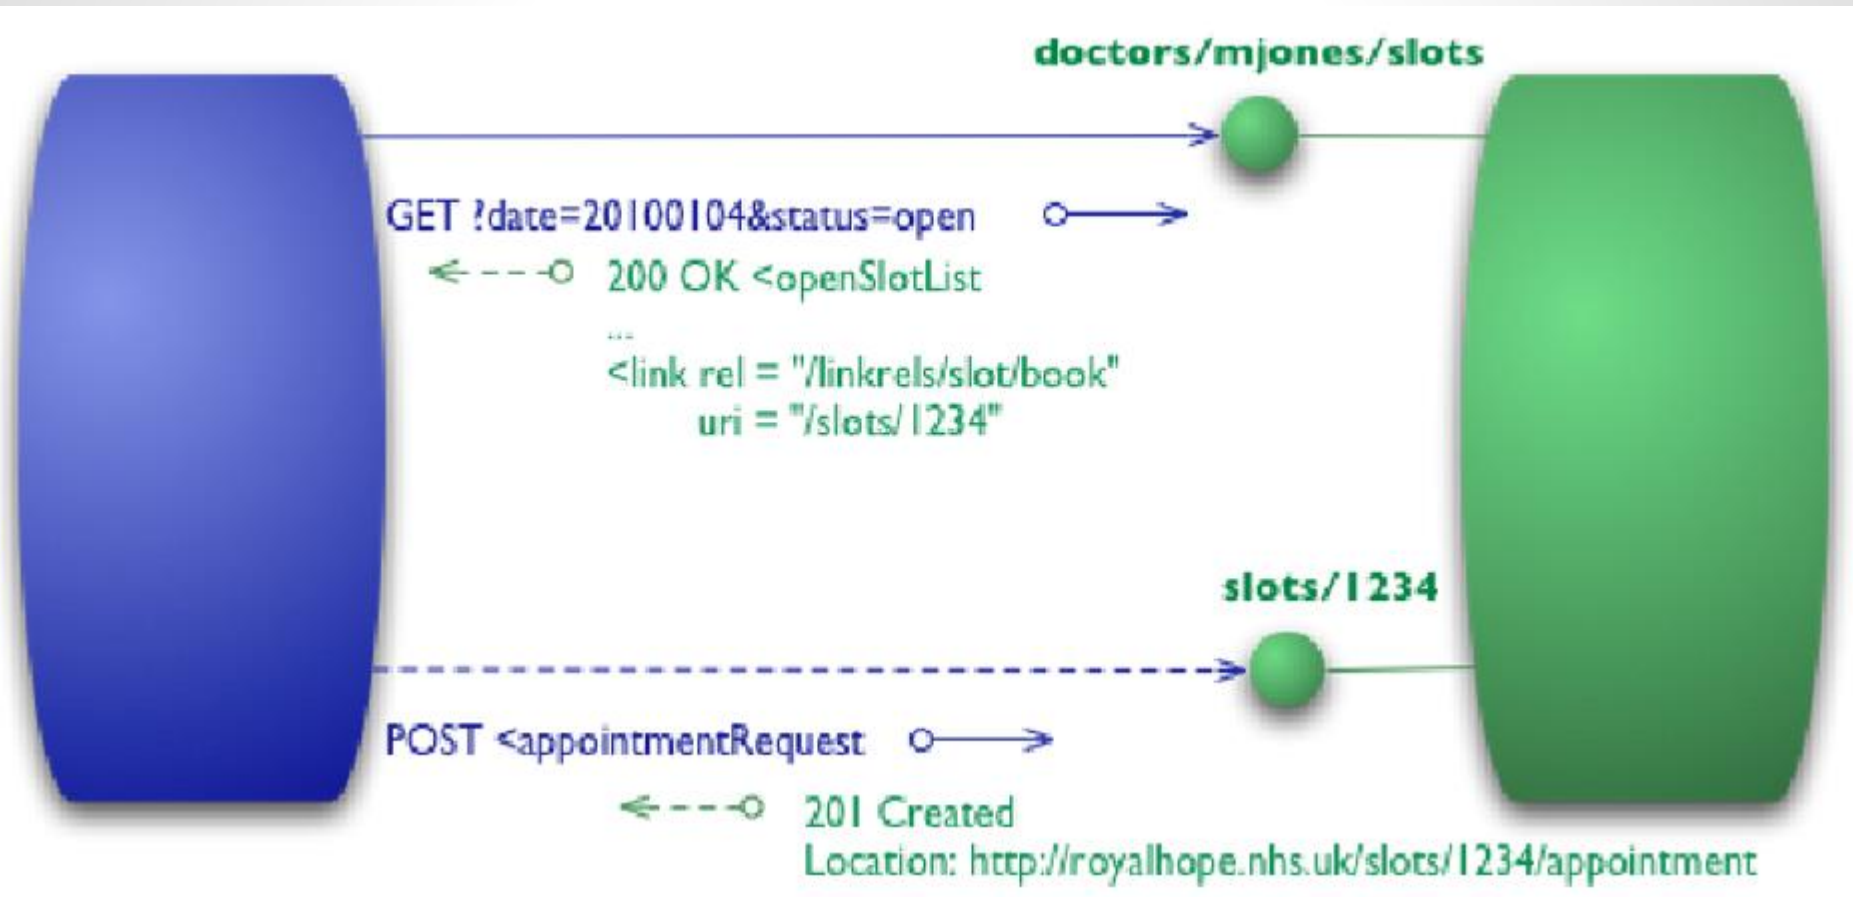 doctors/mjones/slots
GET ?date=20100104&status=open
200 OK <openSlotList
...
<link rel = "/linkrels/slot/book"
uri = "/slots/1234"
slots/1234
POST <appointmentRequest
201 Created
Location: http://royalhope.nhs.uk/slots/1234/appointment